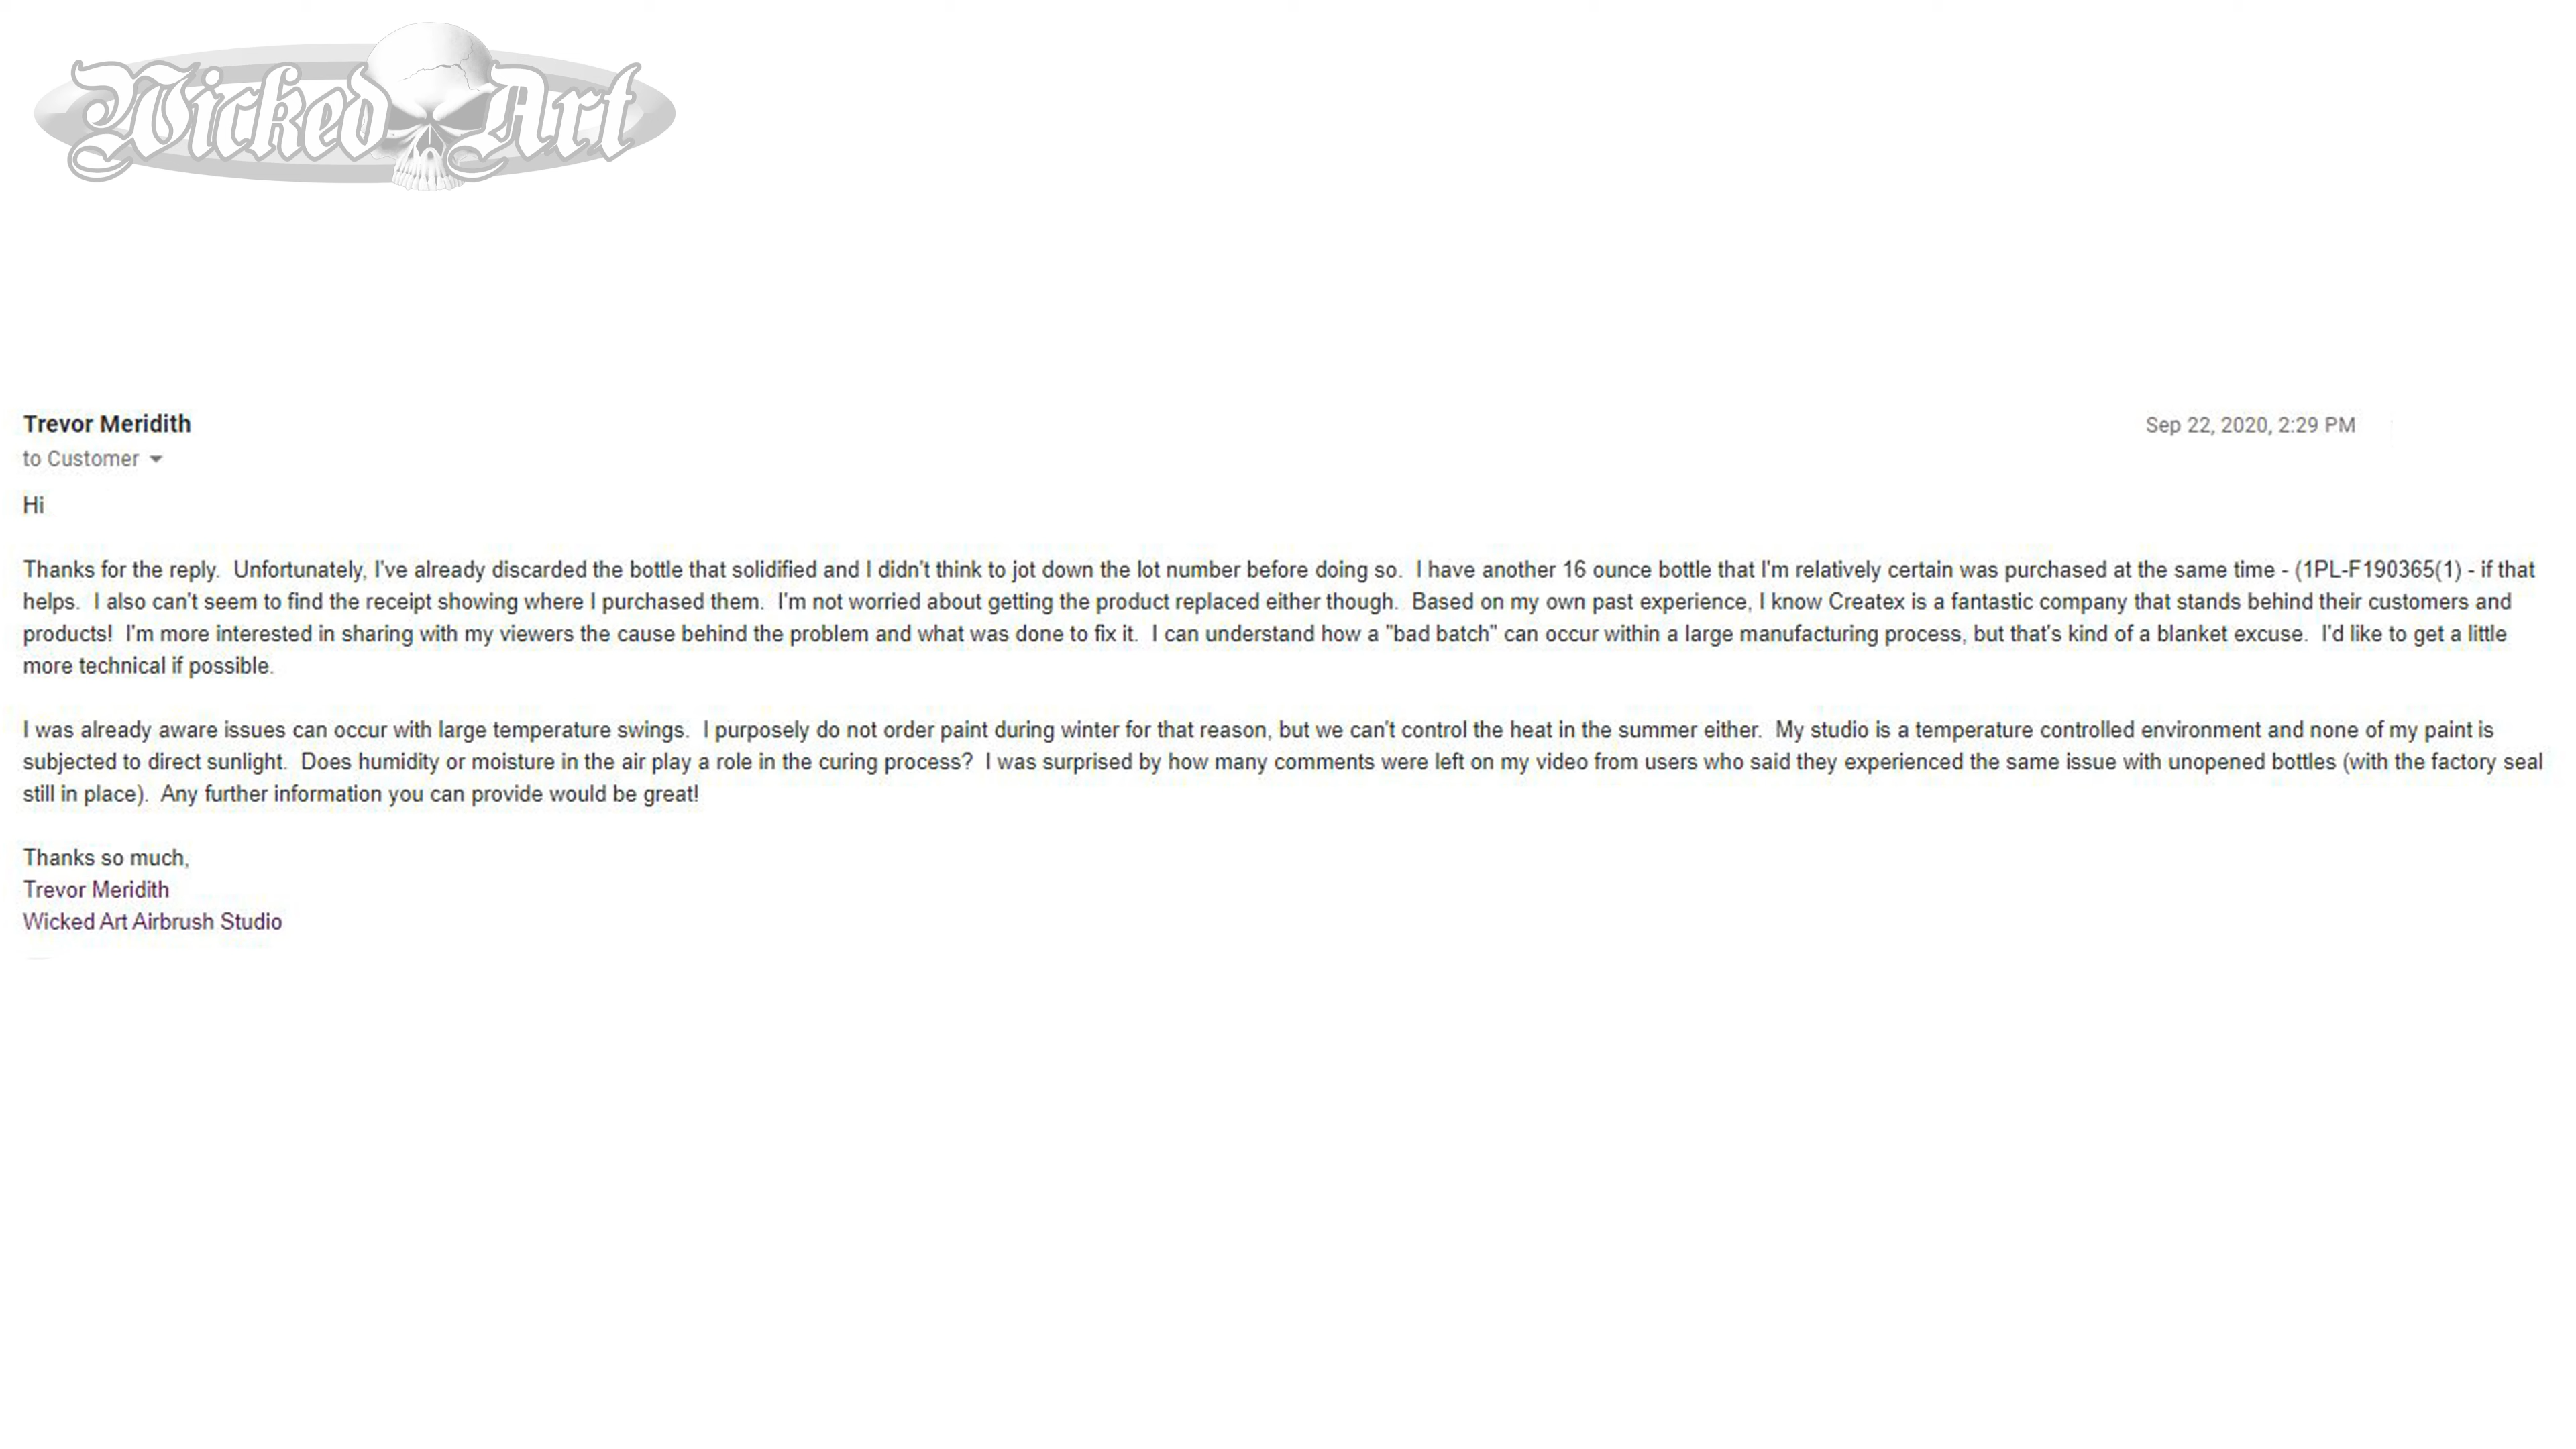 Wicked Art
Trevor Meridith
Sep 22, 2020, 2:29 PM
to Customer
Hi
Thanks for the reply.  Unfortunately, I've already discarded the bottle that solidified and I didn't think to jot down the lot number before doing so.  I have another 16 ounce bottle that I'm relatively certain was purchased at the same time - (1PL-F190365(1) - if that
helps.  I also can't seem to find the receipt showing where I purchased them.  I'm not worried about getting the product replaced either though.  Based on my own past experience, I know Createx is a fantastic company that stands behind their customers and
products!  I'm more interested in sharing with my viewers the cause behind the problem and what was done to fix it.  I can understand how a "bad batch" can occur within a large manufacturing process, but that's kind of a blanket excuse.  I'd like to get a little
more technical if possible.
I was already aware issues can occur with large temperature swings.  I purposely do not order paint during winter for that reason, but we can't control the heat in the summer either.  My studio is a temperature controlled environment and none of my paint is
subjected to direct sunlight.  Does humidity or moisture in the air play a role in the curing process?  I was surprised by how many comments were left on my video from users who said they experienced the same issue with unopened bottles (with the factory seal
still in place).  Any further information you can provide would be great!
Thanks so much,
Trevor Meridith
Wicked Art Airbrush Studio